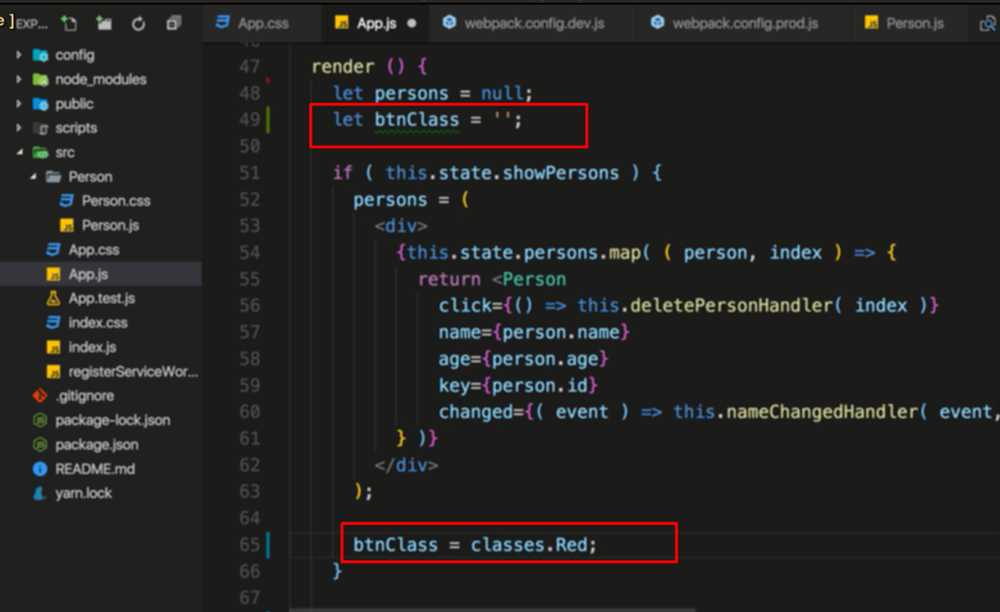 e ]EXP...
App.css
App.js
webpack.config.dev.js
webpack.config.prod.js
Person.js
config
node_modules
public
scripts
src
Person
Person.css
Person.js
App.css
App.js
App.test.js
index.css
index.js
registerServiceWor...
.gitignore
package-lock.json
package.json
README.md
yarn.lock
47 render () {
48 let persons = null;
49 let btnClass = '';
50
51 if ( this.state.showPersons ) {
52 persons = (
53 <div>
54 {this.state.persons.map( ( person, index ) => {
55 return <Person
56 click={() => this.deletePersonHandler( index )}
57 name={person.name}
58 age={person.age}
59 key={person.id}
60 changed={( event ) => this.nameChangedHandler( event,
61 } )}
62 </div>
63 );
64
65 btnClass = classes.Red;
66 }
67